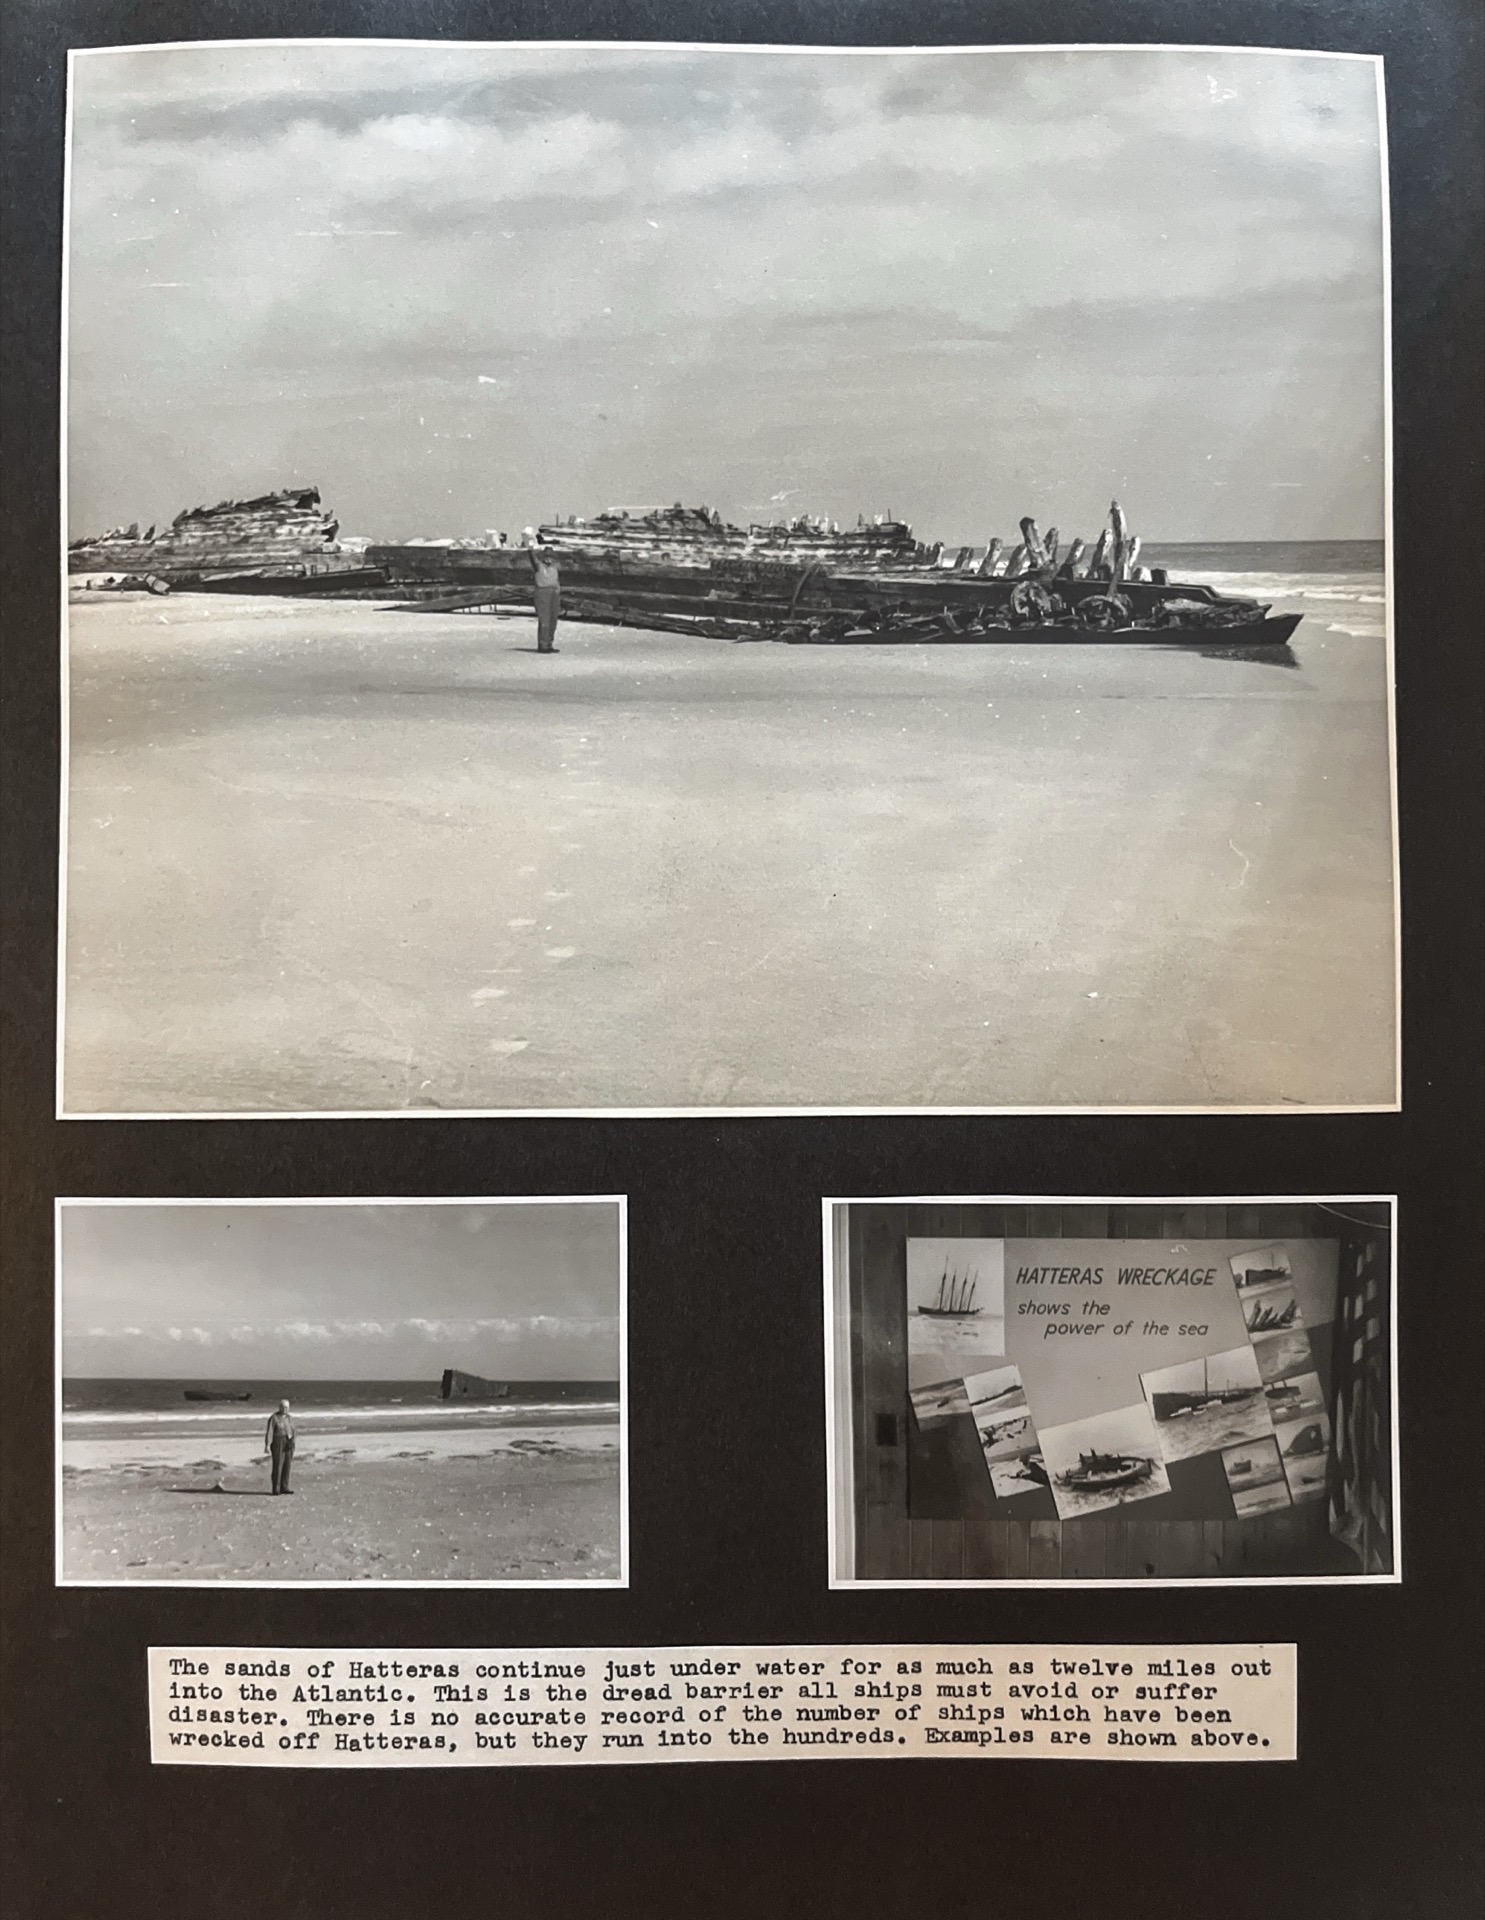 HATTERAS WRECKAGE
shows the
power of the sea
The sands of Hatteras continue just under water for as much as twelve miles out
into the Atlantic. This is the dread barrier all ships must avoid or suffer
disaster. There is no accurate record of the number of ships which have been
wrecked off Hatteras, but they run into the hundreds. Examples are shown above.